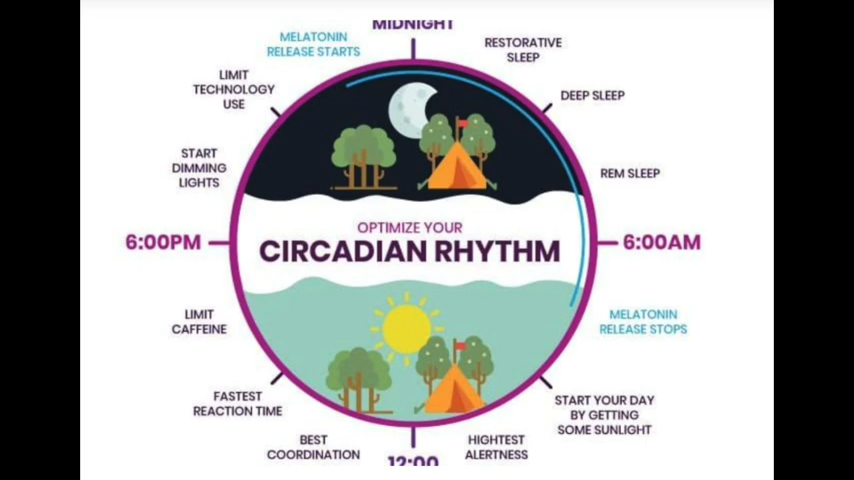 MIDNIGHT
MELATONIN
RELEASE STARTS
RESTORATIVE
SLEEP
LIMIT
TECHNOLOGY
USE
DEEP SLEEP
START
DIMMING
LIGHTS
REM SLEEP
OPTIMIZE YOUR
CIRCADIAN RHYTHM
6:00PM
6:00AM
LIMIT
CAFFEINE
MELATONIN
RELEASE STOPS
FASTEST
REACTION TIME
START YOUR DAY
BY GETTING
SOME SUNLIGHT
BEST
COORDINATION
HIGHTEST
ALERTNESS
12:00